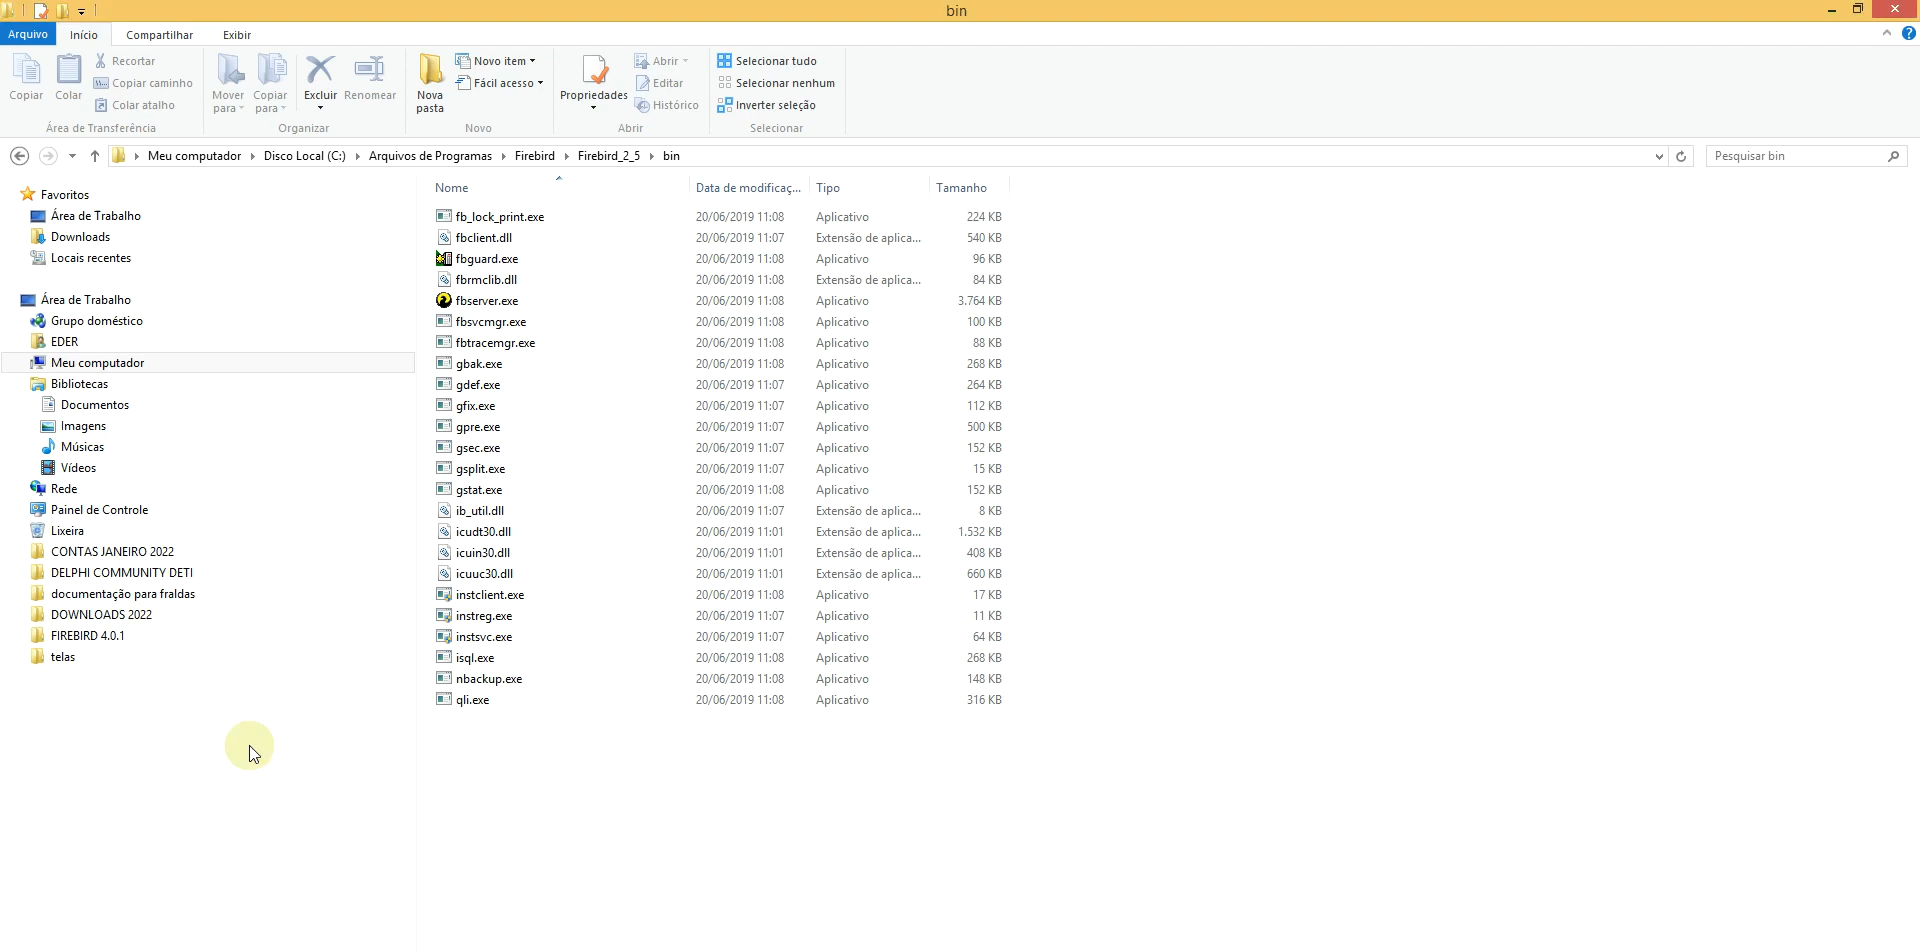 bin
Arquivo Início Compartilhar Exibir
Copiar
Colar
Recortar
Copiar caminho
Colar atalho
Área de Transferência
Mover para
Copiar para
Excluir
Renomear
Organizar
Nova pasta
Novo item
Fácil acesso
Novo
Propriedades
Abrir
Editar
Histórico
Abrir
Selecionar tudo
Selecionar nenhum
Inverter seleção
Selecionar
Meu computador Disco Local (C:) Arquivos de Programas Firebird Firebird_2_5 bin
Pesquisar bin
Favoritos
Área de Trabalho
Downloads
Locais recentes
Área de Trabalho
Grupo doméstico
EDER
Meu computador
Bibliotecas
Documentos
Imagens
Músicas
Vídeos
Rede
Painel de Controle
Lixeira
CONTAS JANEIRO 2022
DELPHI COMMUNITY DETI
documentação para fraldas
DOWNLOADS 2022
FIREBIRD 4.0.1
telas
Nome Data de modificaç... Tipo Tamanho
fb_lock_print.exe 20/06/2019 11:08 Aplicativo 224 KB
fbclient.dll 20/06/2019 11:07 Extensão de aplica... 540 KB
fbguard.exe 20/06/2019 11:08 Aplicativo 96 KB
fbrmclib.dll 20/06/2019 11:08 Extensão de aplica... 84 KB
fbserver.exe 20/06/2019 11:08 Aplicativo 3.764 KB
fbsvcmgr.exe 20/06/2019 11:08 Aplicativo 100 KB
fbtracemgr.exe 20/06/2019 11:08 Aplicativo 88 KB
gbak.exe 20/06/2019 11:08 Aplicativo 268 KB
gdef.exe 20/06/2019 11:07 Aplicativo 264 KB
gfix.exe 20/06/2019 11:07 Aplicativo 112 KB
gpre.exe 20/06/2019 11:07 Aplicativo 500 KB
gsec.exe 20/06/2019 11:07 Aplicativo 152 KB
gsplit.exe 20/06/2019 11:07 Aplicativo 15 KB
gstat.exe 20/06/2019 11:08 Aplicativo 152 KB
ib_util.dll 20/06/2019 11:07 Extensão de aplica... 8 KB
icudt30.dll 20/06/2019 11:01 Extensão de aplica... 1.532 KB
icuin30.dll 20/06/2019 11:01 Extensão de aplica... 408 KB
icuuc30.dll 20/06/2019 11:01 Extensão de aplica... 660 KB
instclient.exe 20/06/2019 11:08 Aplicativo 17 KB
instreg.exe 20/06/2019 11:07 Aplicativo 11 KB
instsvc.exe 20/06/2019 11:07 Aplicativo 64 KB
isql.exe 20/06/2019 11:08 Aplicativo 268 KB
nbackup.exe 20/06/2019 11:08 Aplicativo 148 KB
qli.exe 20/06/2019 11:08 Aplicativo 316 KB